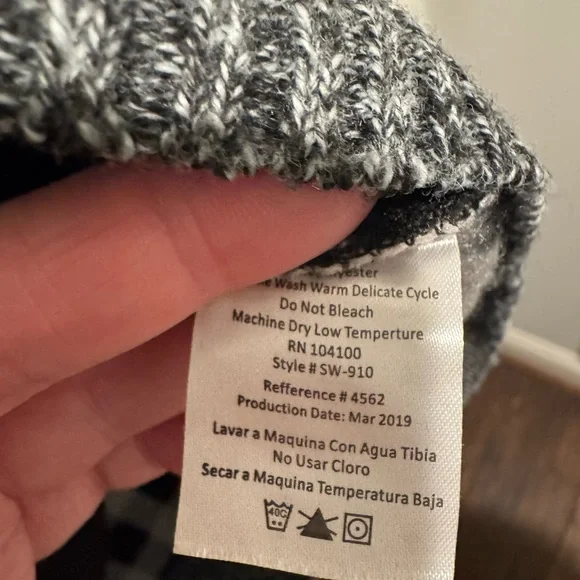 Wash Warm Delicate Cycle
Do Not Bleach
Machine Dry Low Temperture
RN 104100
Style # SW-910
Refference # 4562
Production Date: Mar 2019
Lavar a Maquina Con Agua Tibia
No Usar Cloro
Secar a Maquina Temperatura Baja
40C